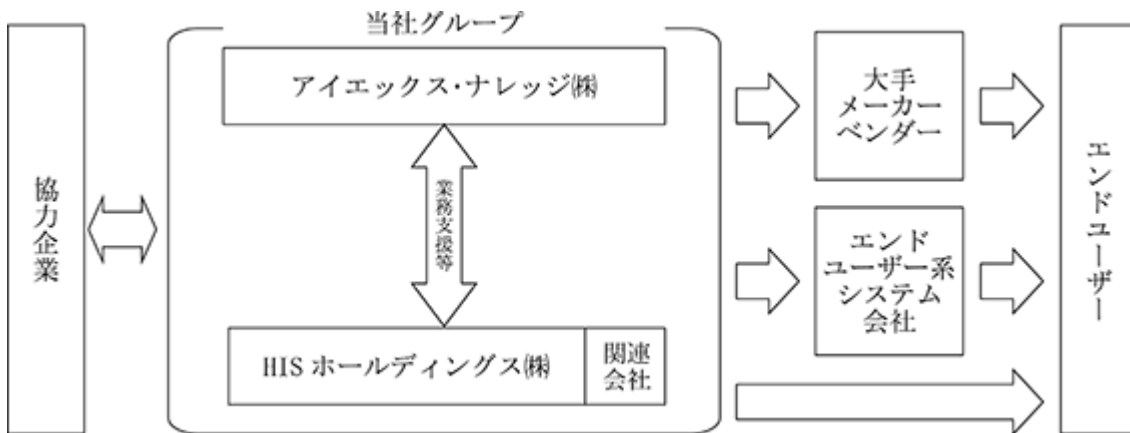 当社グループ
アイエックス・ナレッジ㈱
業務支援等
HISホールディングス㈱
関連
会社
協力企業
大手
メーカー
ベンダー
エンド
ユーザー系
システム
会社
エンドユーザー